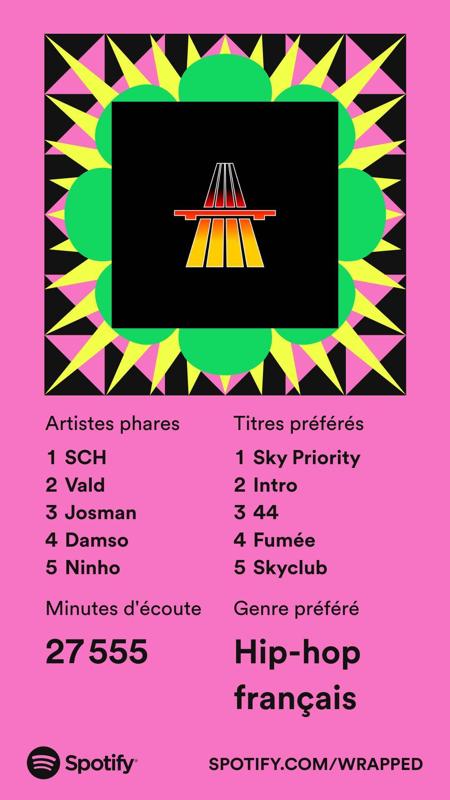 Artistes phares
1 SCH
2 Vald
3 Josman
4 Damso
5 Ninho
Titres préférés
1 Sky Priority
2 Intro
3 44
4 Fumée
5 Skyclub
Minutes d'écoute
27 555
Genre préféré
Hip-hop
français
Spotify
SPOTIFY.COM/WRAPPED